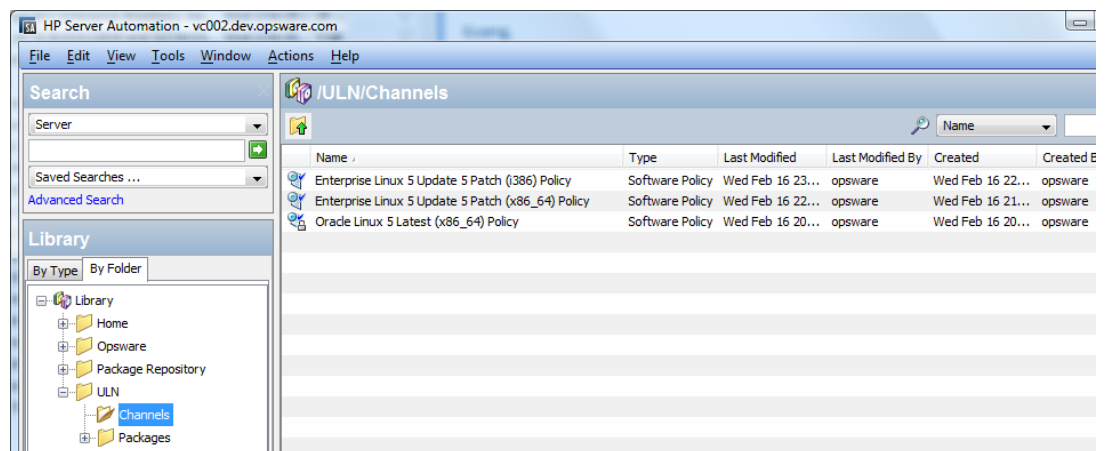 HP Server Automation - vc002.dev.opsware.com
File Edit View Tools Window Actions Help
Search
Server
Saved Searches ...
Advanced Search
Library
By Type By Folder
Library
Home
Opsware
Package Repository
ULN
Channels
Packages
/ULN/Channels
Name
Name Type Last Modified Last Modified By Created Created B
Enterprise Linux 5 Update 5 Patch (i386) Policy Software Policy Wed Feb 16 23... opsware Wed Feb 16 22... opsware
Enterprise Linux 5 Update 5 Patch (x86_64) Policy Software Policy Wed Feb 16 22... opsware Wed Feb 16 21... opsware
Oracle Linux 5 Latest (x86_64) Policy Software Policy Wed Feb 16 20... opsware Wed Feb 16 20... opsware